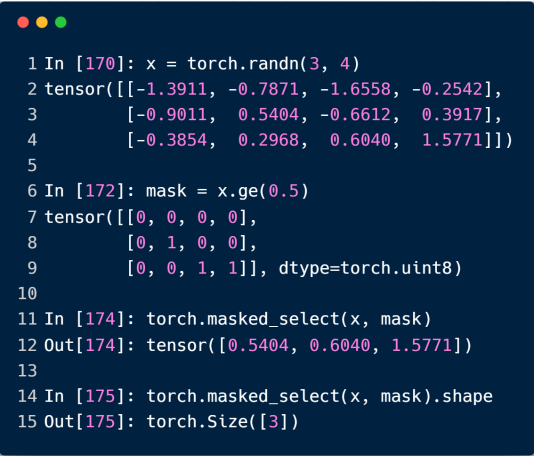 1 In [170]: x = torch.randn(3, 4)
2 tensor([[-1.3911, -0.7871, -1.6558, -0.2542],
3         [-0.9011,  0.5404, -0.6612,  0.3917],
4         [-0.3854,  0.2968,  0.6040,  1.5771]])
5
6 In [172]: mask = x.ge(0.5)
7 tensor([[0, 0, 0, 0],
8         [0, 1, 0, 0],
9         [0, 0, 1, 1]], dtype=torch.uint8)
10
11 In [174]: torch.masked_select(x, mask)
12 Out[174]: tensor([0.5404, 0.6040, 1.5771])
13
14 In [175]: torch.masked_select(x, mask).shape
15 Out[175]: torch.Size([3])